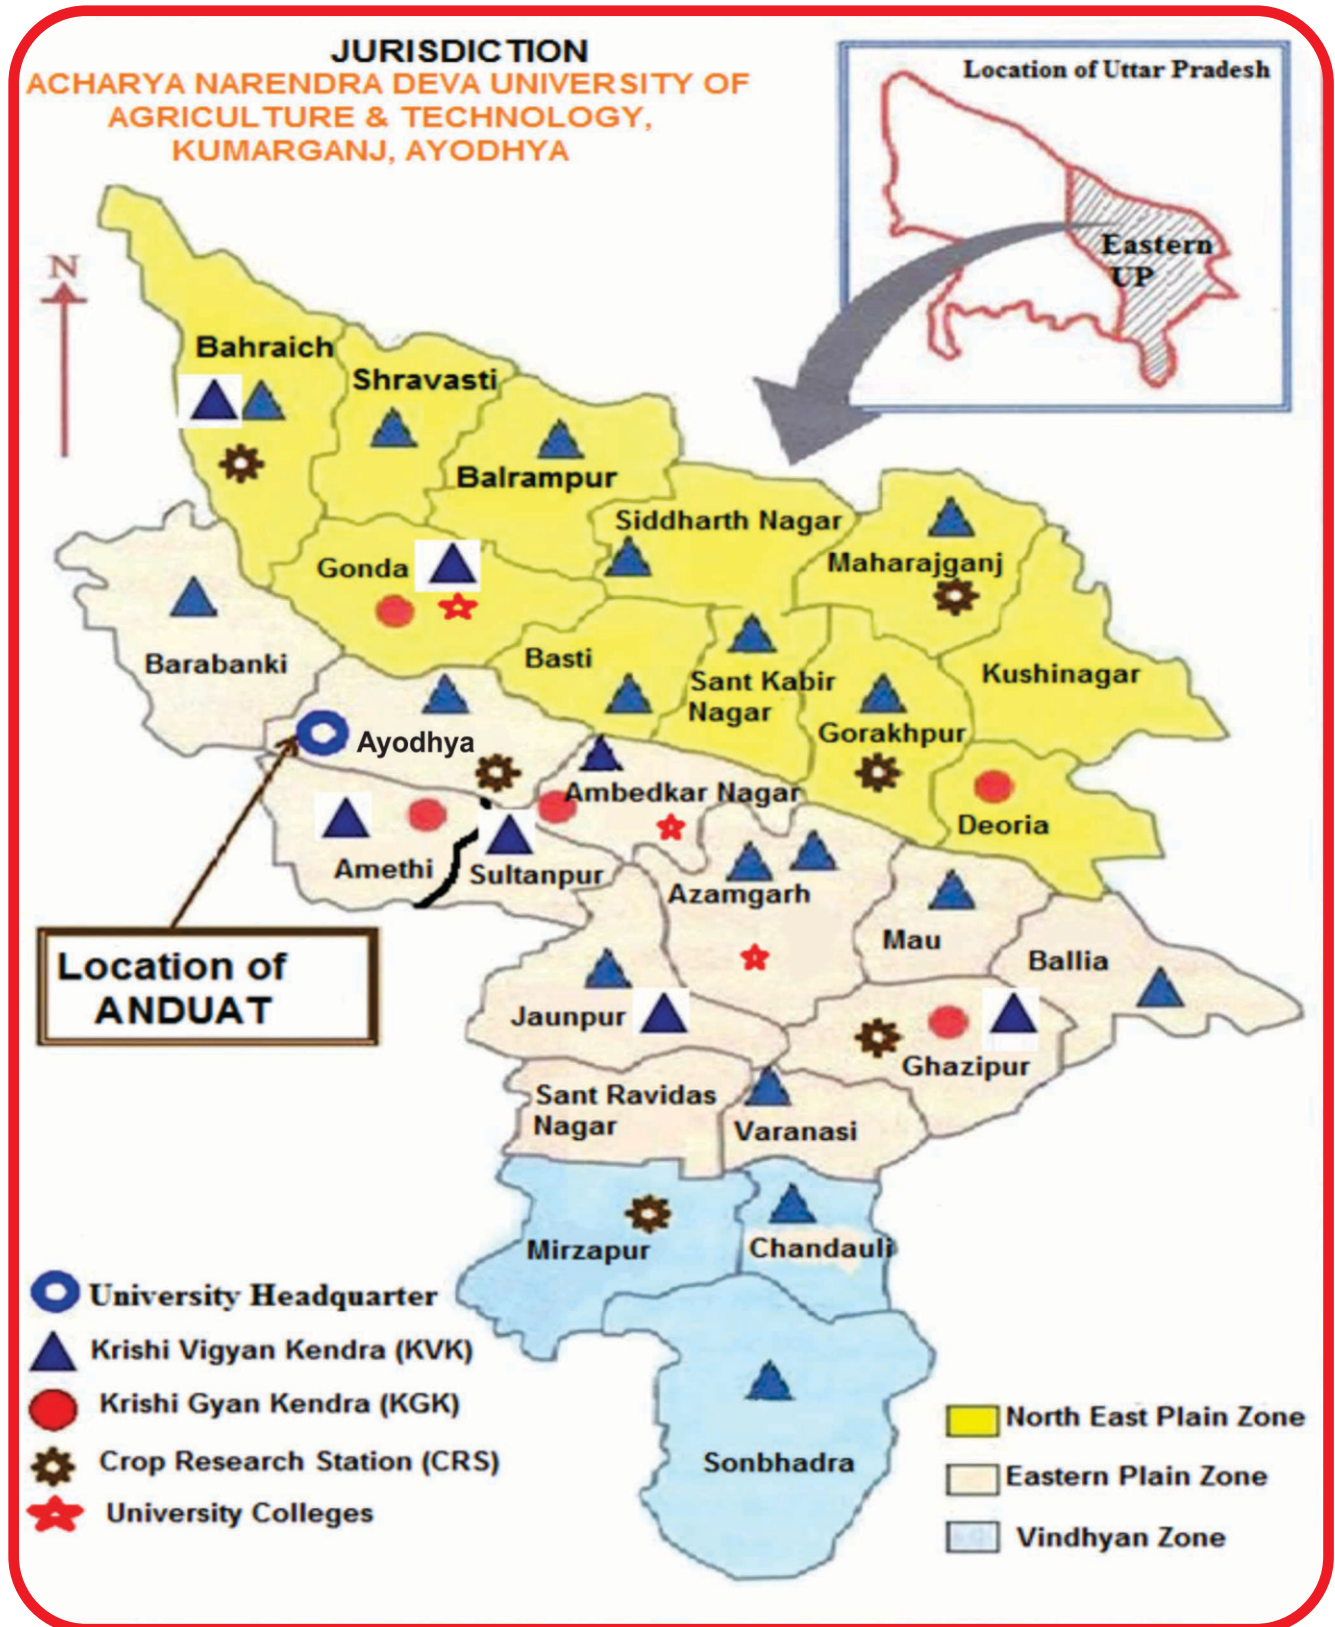 JURISDICTION
ACHARYA NARENDRA DEVA UNIVERSITY OF
AGRICULTURE & TECHNOLOGY,
KUMARGANJ, AYODHYA
Location of Uttar Pradesh
Eastern
UP
N
Bahraich
Shravasti
Balrampur
Siddharth Nagar
Maharajganj
Gonda
Barabanki
Basti
Sant Kabir
Nagar
Kushinagar
Gorakhpur
Ayodhya
Ambedkar Nagar
Deoria
Amethi
Sultanpur
Azamgarh
Mau
Ballia
Location of
ANDUAT
Jaunpur
Ghazipur
Sant Ravidas
Nagar
Varanasi
Mirzapur
Chandauli
Sonbhadra
University Headquarter
Krishi Vigyan Kendra (KVK)
Krishi Gyan Kendra (KGK)
Crop Research Station (CRS)
University Colleges
North East Plain Zone
Eastern Plain Zone
Vindhyan Zone